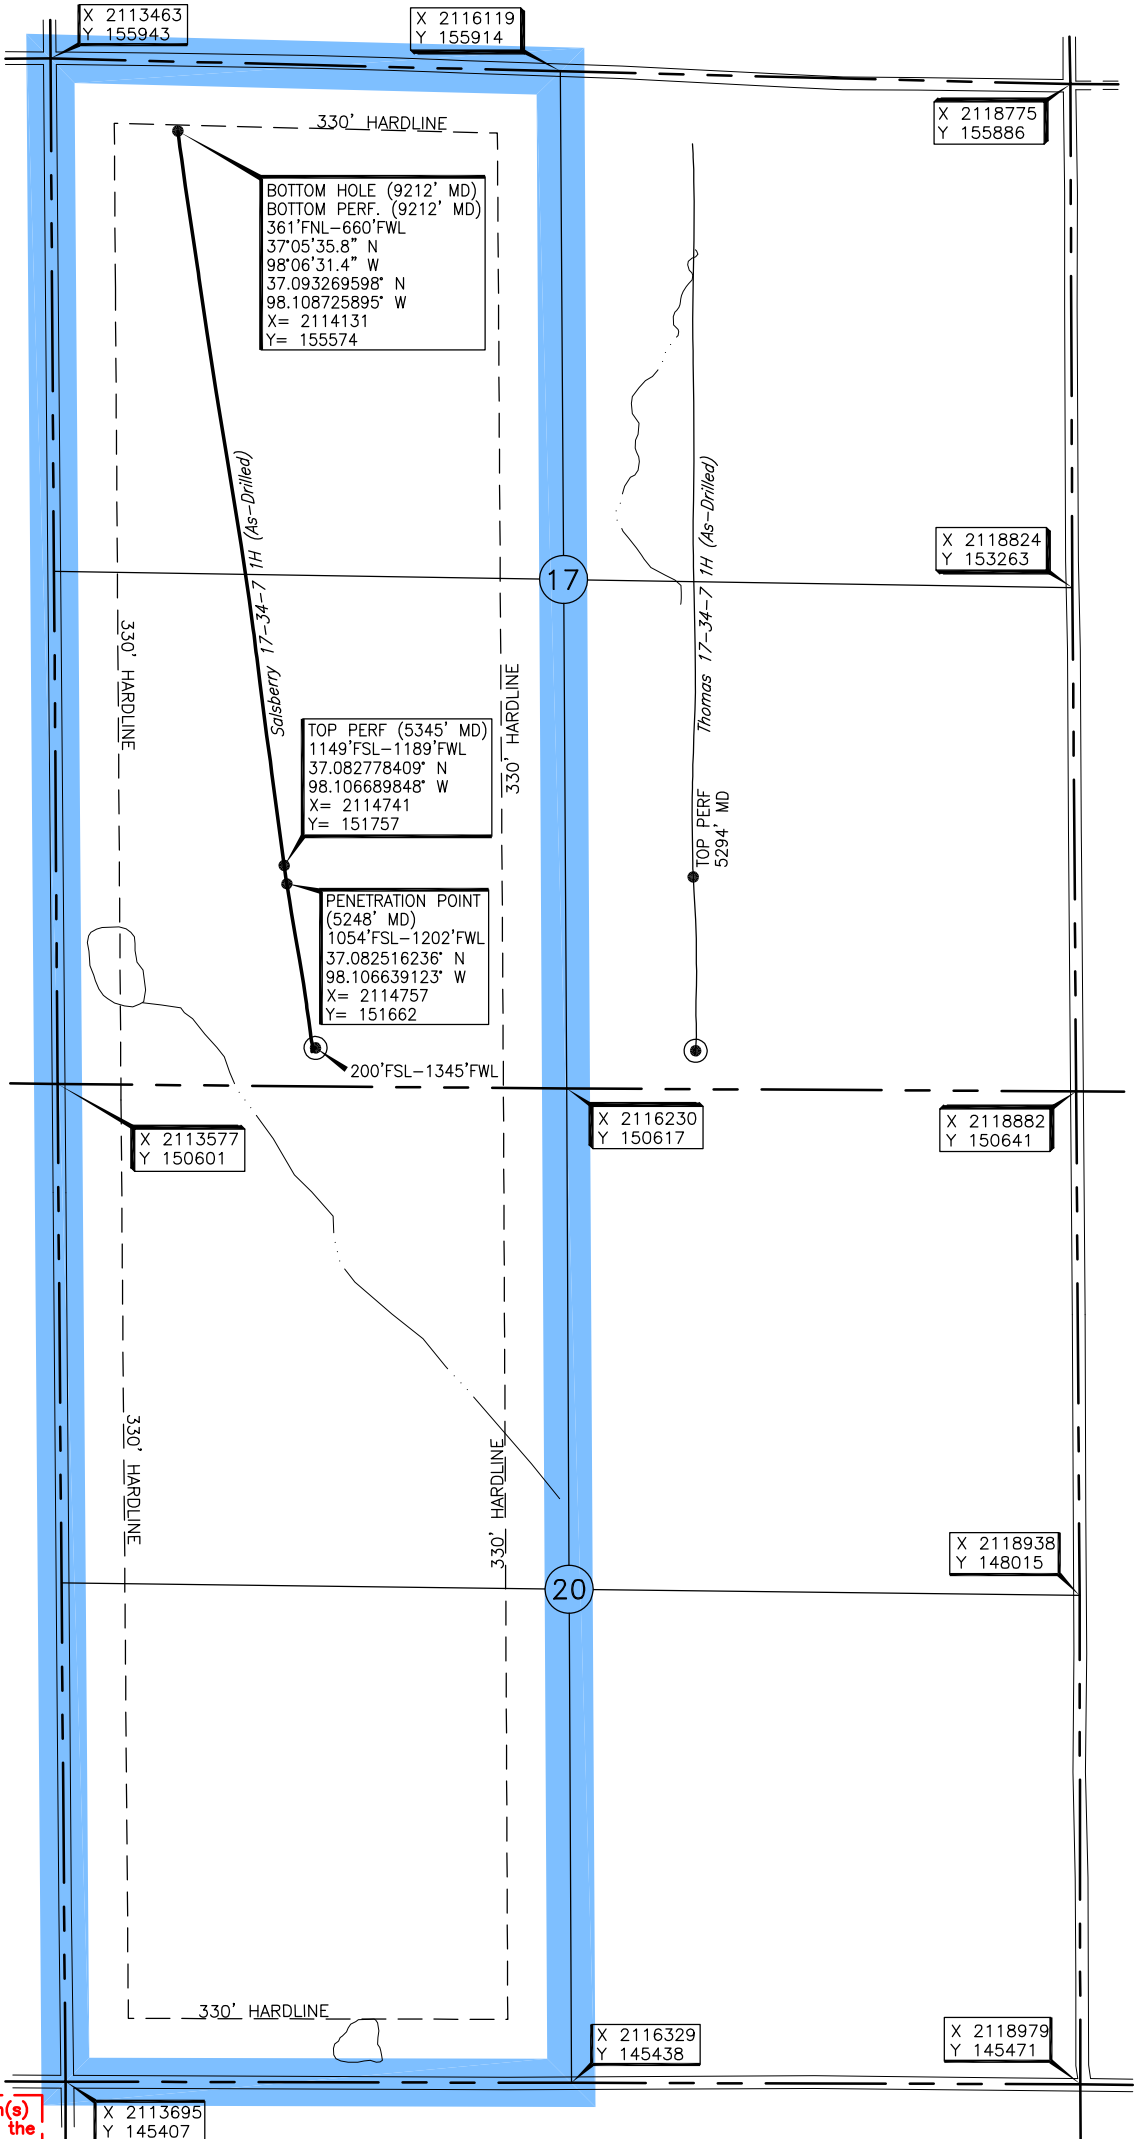 X 2113463
Y 155943
X 2116119
Y 155914
X 2118775
Y 155886
330' HARDLINE
BOTTOM HOLE (9212' MD)
BOTTOM PERF. (9212' MD)
361'FNL-660'FWL
37°05'35.8" N
98°06'31.4" W
37.093269598° N
98.108725895° W
X= 2114131
Y= 155574
Salsberry 17-34-7 1H (As-Drilled)
Thomas 17-34-7 1H (As-Drilled)
X 2118824
Y 153263
17
330' HARDLINE
330' HARDLINE
TOP PERF (5345' MD)
1149'FSL-1189'FWL
37.082778409° N
98.106689848° W
X= 2114741
Y= 151757
TOP PERF
5294' MD
PENETRATION POINT
(5248' MD)
1054'FSL-1202'FWL
37.082516236° N
98.106639123° W
X= 2114757
Y= 151662
200'FSL-1345'FWL
X 2113577
Y 150601
X 2116230
Y 150617
X 2118882
Y 150641
330' HARDLINE
330' HARDLINE
X 2118938
Y 148015
20
330' HARDLINE
X 2116329
Y 145438
X 2118979
Y 145471
X 2113695
Y 145407
n(s)
the